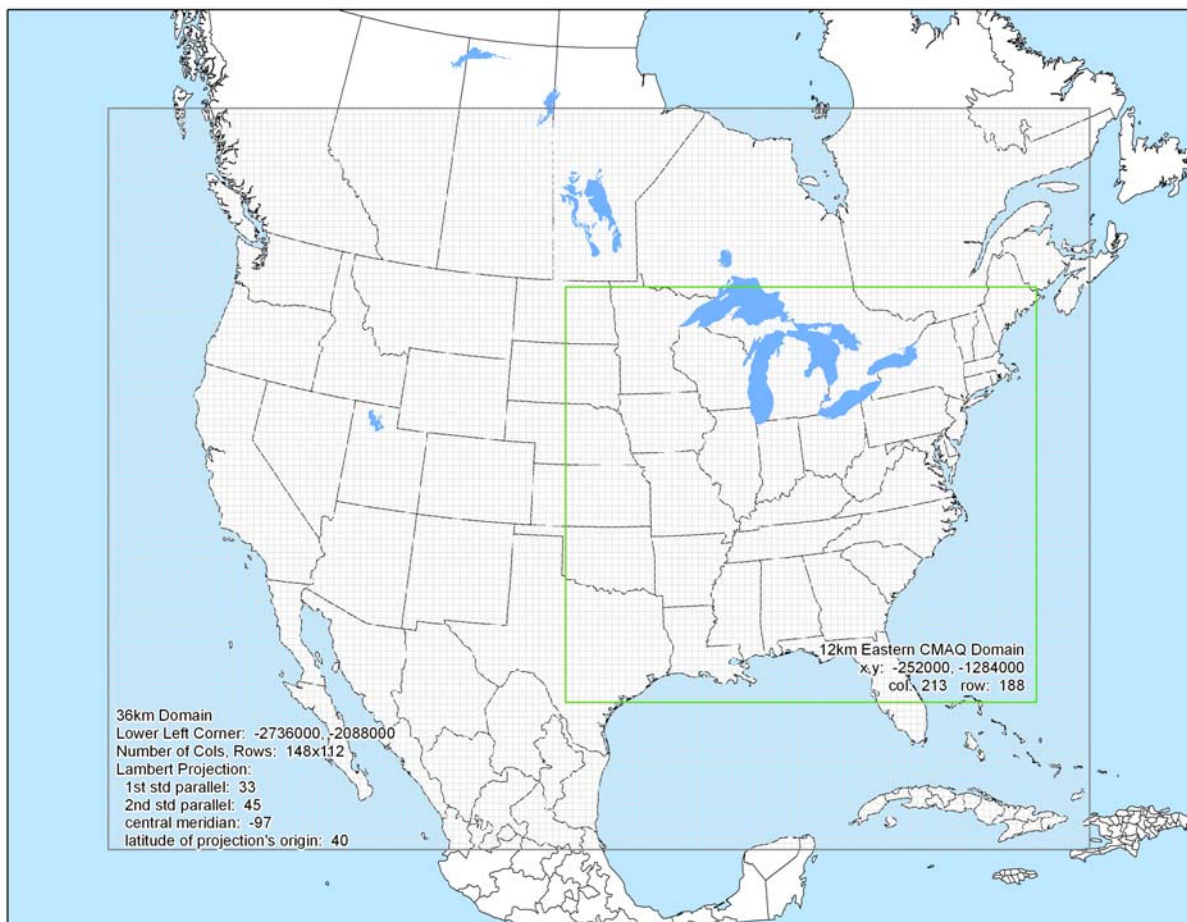 12km Eastern CMAQ Domain
x,y: -252000, -1284000
col: 213 row: 188
36km Domain
Lower Left Corner: -2736000, -2088000
Number of Cols, Rows: 148x112
Lambert Projection:
1st std parallel: 33
2nd std parallel: 45
central meridian: -97
latitude of projection's origin: 40